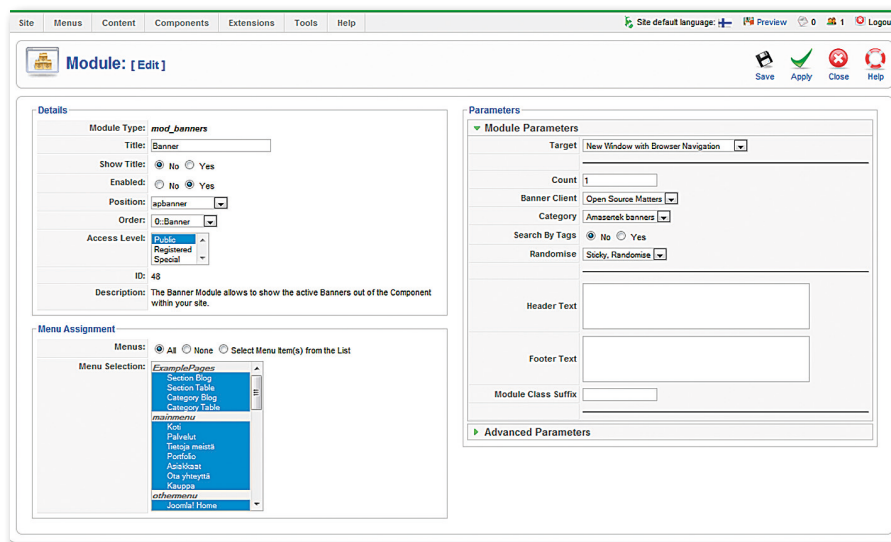 Site Menus Content Components Extensions Tools Help Site default language: Preview 0 1 Logou
Module: [ Edit ]
Save Apply Close Help
Details
Module Type: mod_banners
Title: Banner
Show Title: No Yes
Enabled: No Yes
Position: apbanner
Order: 0::Banner
Access Level: Public
Registered
Special
ID: 48
Description: The Banner Module allows to show the active Banners out of the Component
within your site.
Menu Assignment
Menus: All None Select Menu Item(s) from the List
Menu Selection: ExamplePages
Section Blog
Section Table
Category Blog
Category Table
mainmenu
Koti
Palvelut
Tietoja meistä
Portfolio
Asiakkaat
Ota yhteyttä
Kauppa
othermenu
Joomla! Home
Parameters
Module Parameters
Target New Window with Browser Navigation
Count 1
Banner Client Open Source Matters
Category Amasertek banners
Search By Tags No Yes
Randomise Sticky, Randomise
Header Text
Footer Text
Module Class Suffix
Advanced Parameters